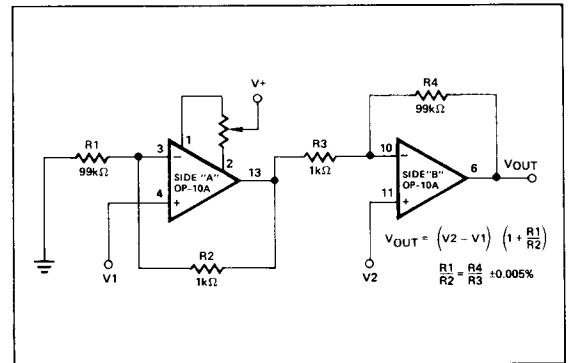 V+
R1
99kΩ
3
−
1
2
SIDE "A"
OP-10A
13
4
+
V1
R2
1kΩ
R3
1kΩ
R4
99kΩ
10
−
SIDE "B"
OP-10A
6
VOUT
11
+
V2
VOUT = (V2 − V1) (1 + R1/R2)
R1/R2 = R4/R3 ±0.005%